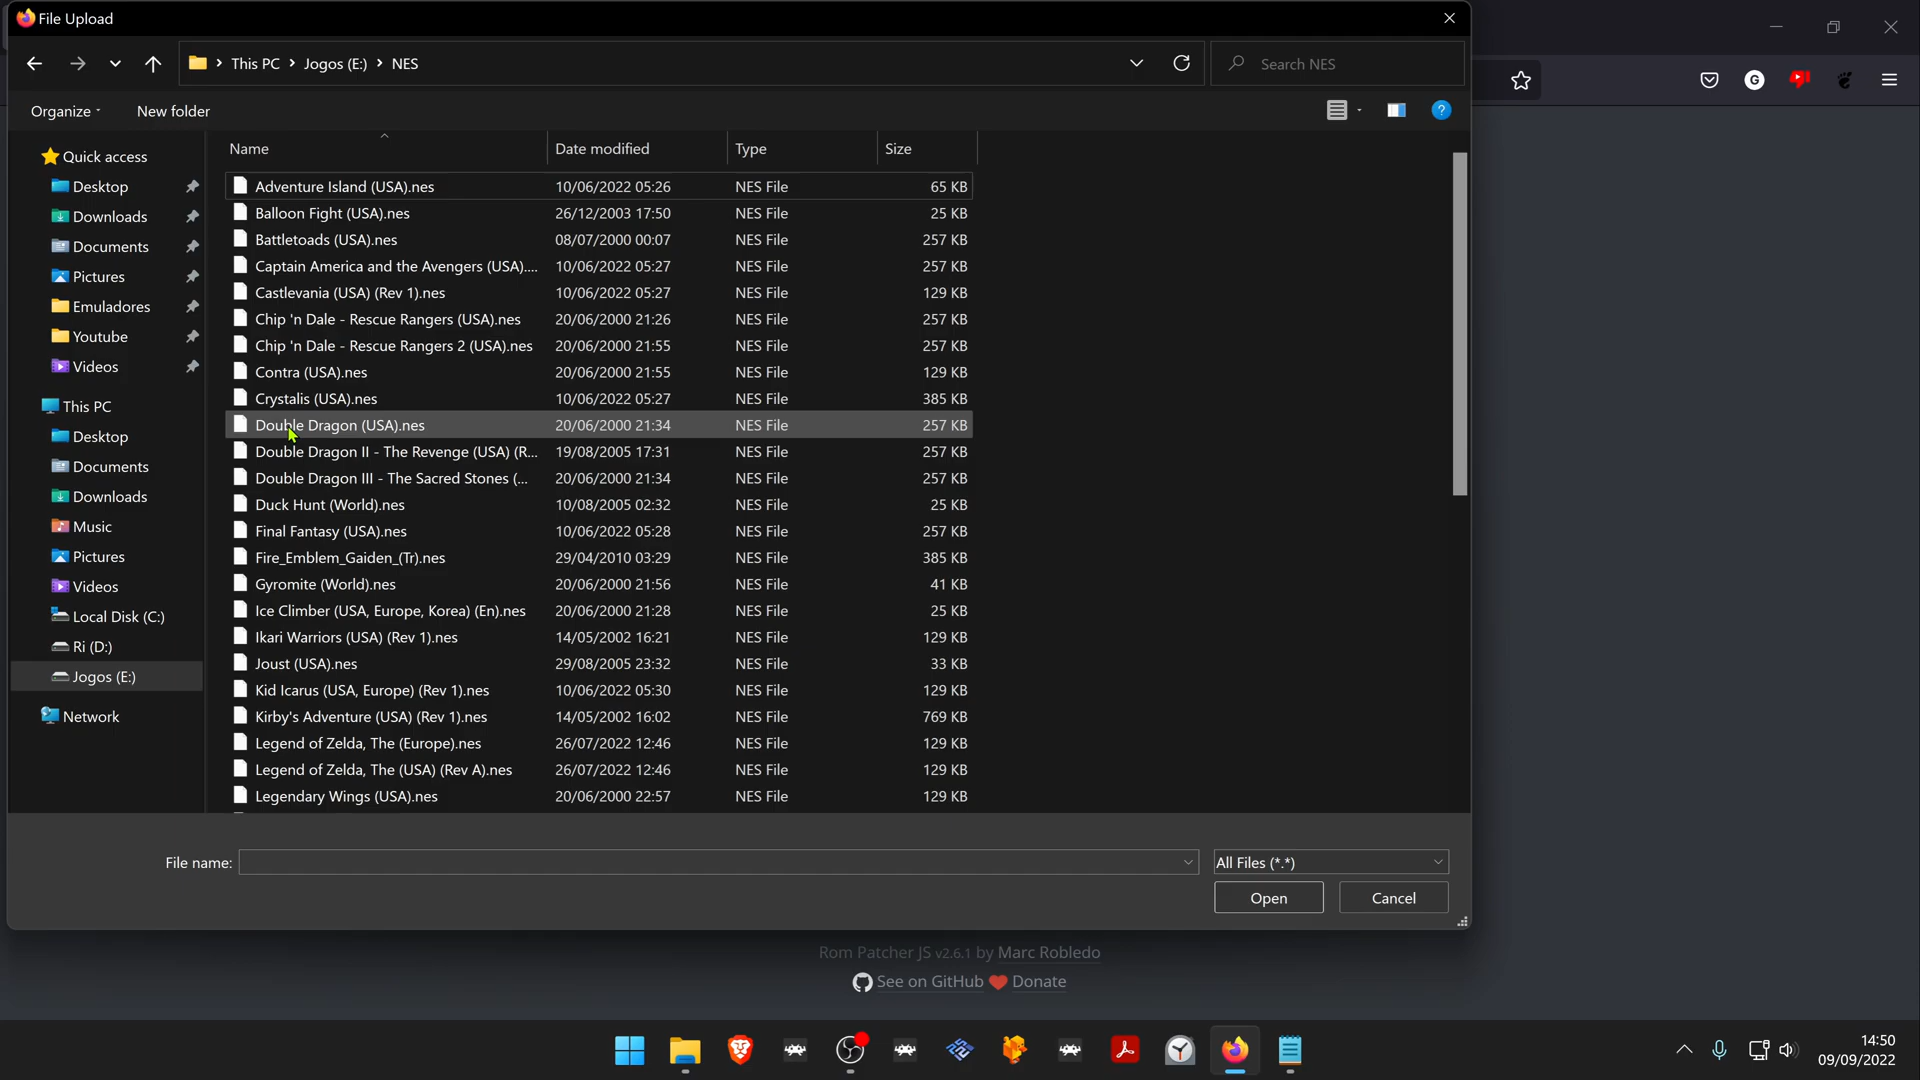 File Upload
This PC > Jogos (E:) > NES
Search NES
Organize
New folder
Name
Date modified
Type
Size
Quick access
Desktop
Downloads
Documents
Pictures
Emuladores
Youtube
Videos
This PC
Desktop
Documents
Downloads
Music
Pictures
Videos
Local Disk (C:)
Ri (D:)
Jogos (E:)
Network
Adventure Island (USA).nes 10/06/2022 05:26 NES File 65 KB
Balloon Fight (USA).nes 26/12/2003 17:50 NES File 25 KB
Battletoads (USA).nes 08/07/2000 00:07 NES File 257 KB
Captain America and the Avengers (USA).... 10/06/2022 05:27 NES File 257 KB
Castlevania (USA) (Rev 1).nes 10/06/2022 05:27 NES File 129 KB
Chip 'n Dale - Rescue Rangers (USA).nes 20/06/2000 21:26 NES File 257 KB
Chip 'n Dale - Rescue Rangers 2 (USA).nes 20/06/2000 21:55 NES File 257 KB
Contra (USA).nes 20/06/2000 21:55 NES File 129 KB
Crystalis (USA).nes 10/06/2022 05:27 NES File 385 KB
Double Dragon (USA).nes 20/06/2000 21:34 NES File 257 KB
Double Dragon II - The Revenge (USA) (R... 19/08/2005 17:31 NES File 257 KB
Double Dragon III - The Sacred Stones (... 20/06/2000 21:34 NES File 257 KB
Duck Hunt (World).nes 10/08/2005 02:32 NES File 25 KB
Final Fantasy (USA).nes 10/06/2022 05:28 NES File 257 KB
Fire_Emblem_Gaiden_(Tr).nes 29/04/2010 03:29 NES File 385 KB
Gyromite (World).nes 20/06/2000 21:56 NES File 41 KB
Ice Climber (USA, Europe, Korea) (En).nes 20/06/2000 21:28 NES File 25 KB
Ikari Warriors (USA) (Rev 1).nes 14/05/2002 16:21 NES File 129 KB
Joust (USA).nes 29/08/2005 23:32 NES File 33 KB
Kid Icarus (USA, Europe) (Rev 1).nes 10/06/2022 05:30 NES File 129 KB
Kirby's Adventure (USA) (Rev 1).nes 14/05/2002 16:02 NES File 769 KB
Legend of Zelda, The (Europe).nes 26/07/2022 12:46 NES File 129 KB
Legend of Zelda, The (USA) (Rev A).nes 26/07/2022 12:46 NES File 129 KB
Legendary Wings (USA).nes 20/06/2000 22:57 NES File 129 KB
File name:
All Files (*.*)
Open
Cancel
Rom Patcher JS v2.6.1 by Marc Robledo
See on GitHub Donate
14:50
09/09/2022